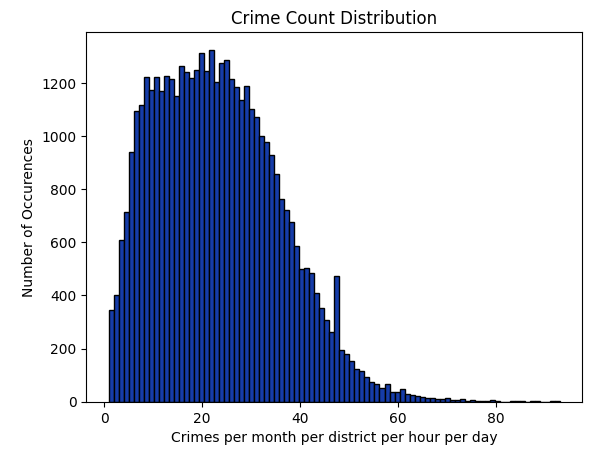 Crime Count Distribution
1200
1000
800
600
400
200
0
Number of Occurences
0 20 40 60 80
Crimes per month per district per hour per day